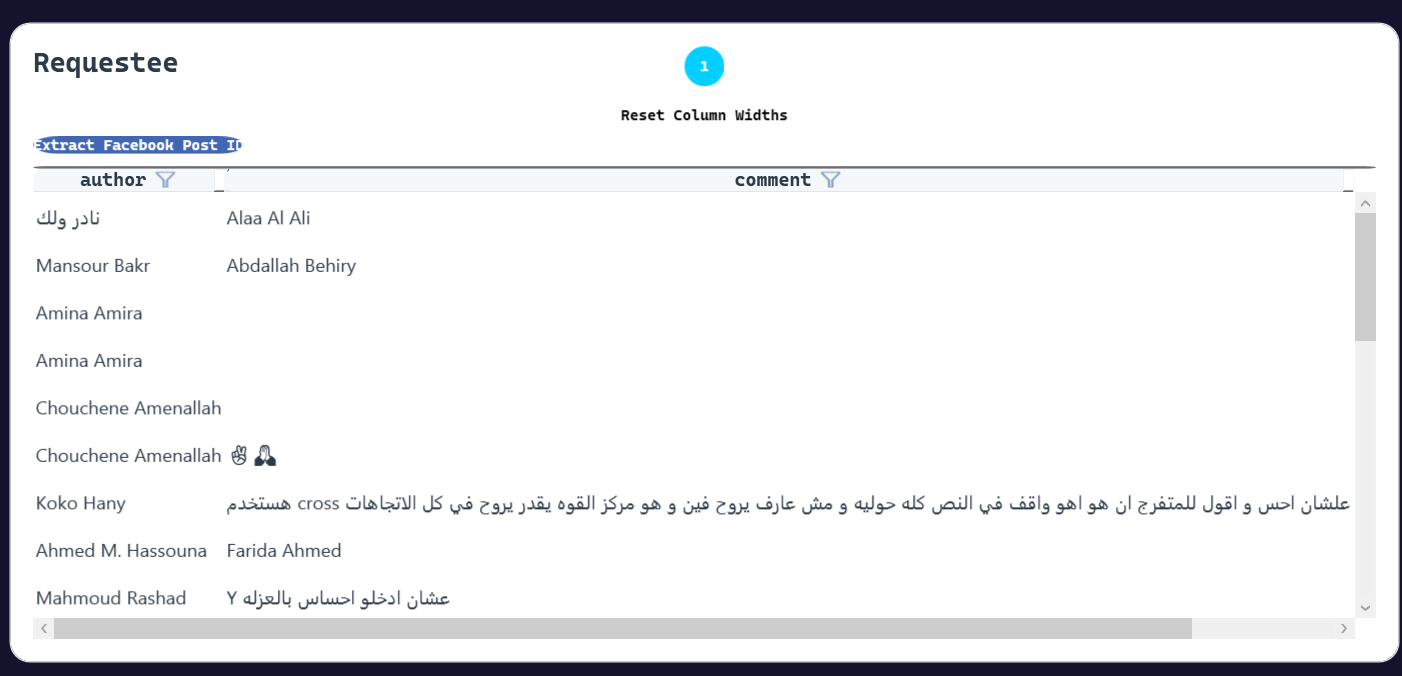 Requestee
1
Reset Column Widths
Extract Facebook Post ID
author comment
نادر ولك Alaa Al Ali
Mansour Bakr Abdallah Behiry
Amina Amira
Amina Amira
Chouchene Amenallah
Chouchene Amenallah ✌🙏
Koko Hany هستخدم cross علشان احس و اقول للمتفرج ان هو اهو واقف في النص كله حوليه و مش عارف يروح فين و هو مركز القوه يقدر يروح في كل الاتجاهات
Ahmed M. Hassouna Farida Ahmed
Mahmoud Rashad Y عشان ادخلو احساس بالعزله